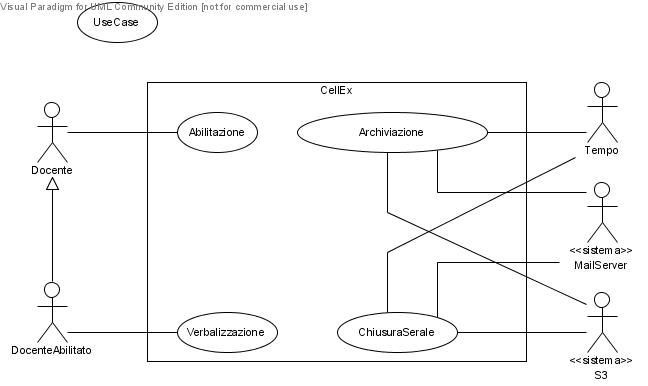 Visual Paradigm for UML Community Edition [not for commercial use]
UseCase
CellEx
Abilitazione
Archiviazione
Docente
Tempo
<<sistema>>
MailServer
Verbalizzazione
ChiusuraSerale
DocenteAbilitato
<<sistema>>
S3